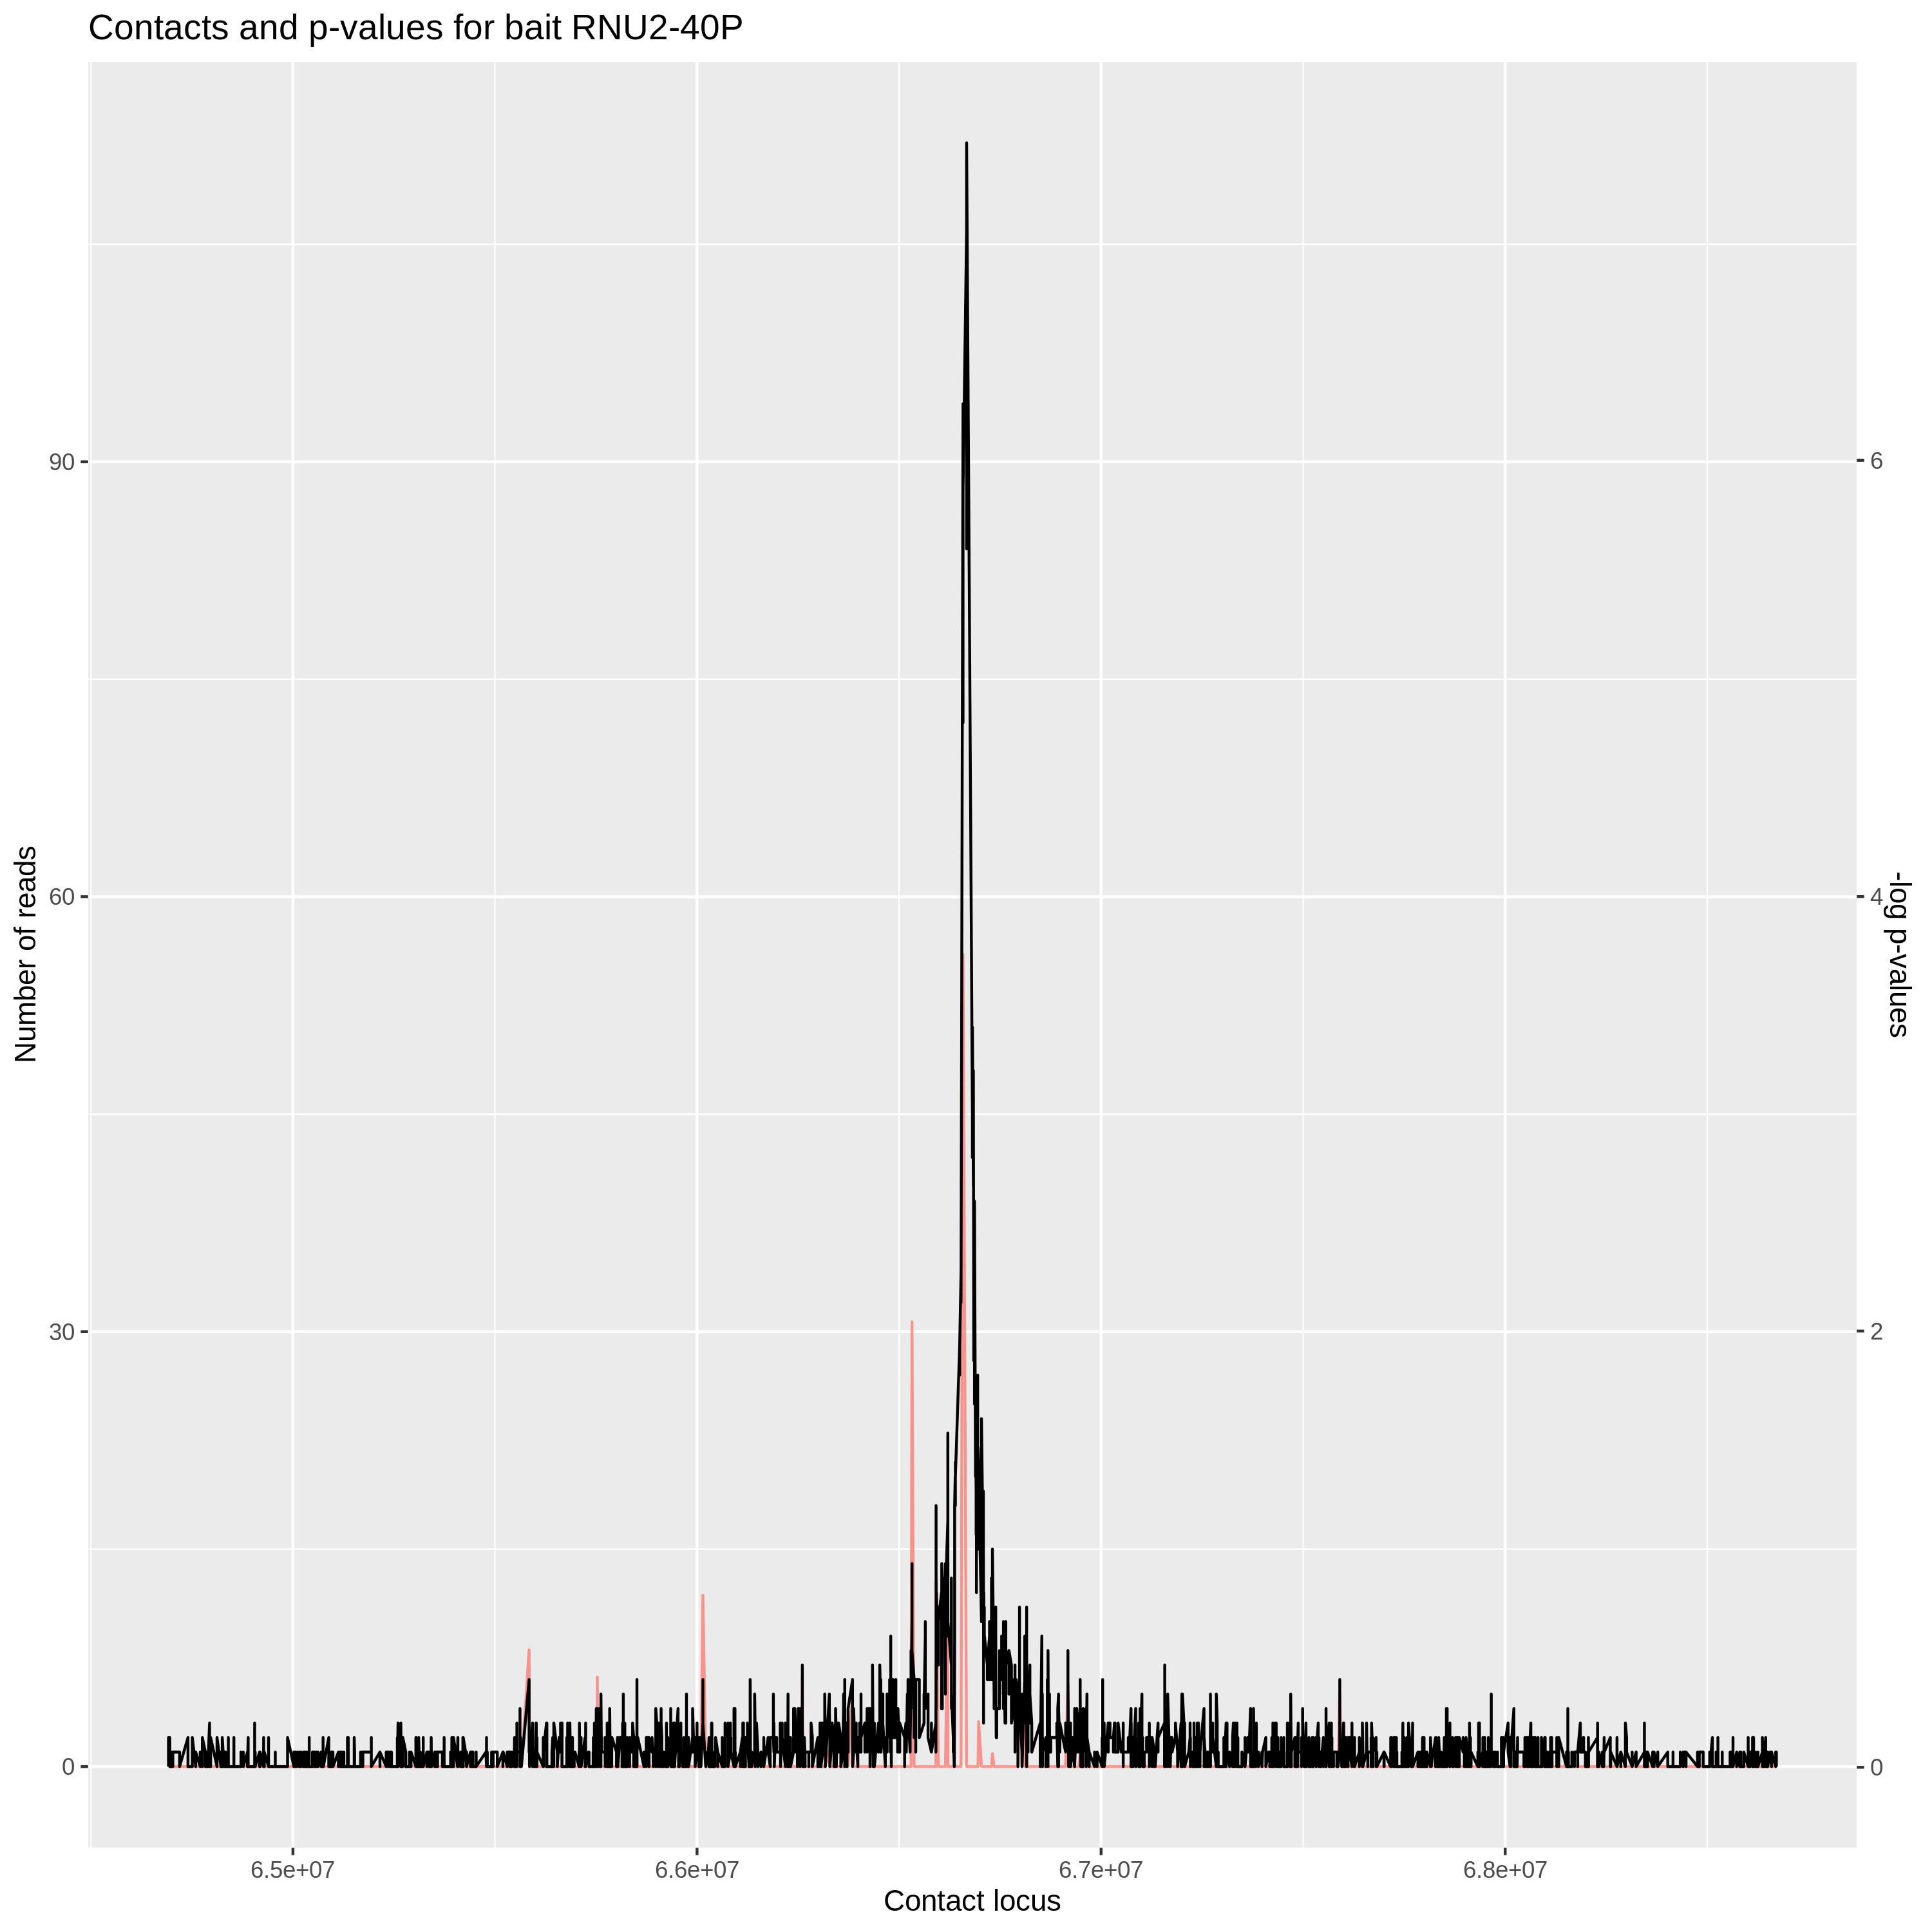 Contacts and p-values for bait RNU2-40P
90
60
30
0
Number of reads
6
4
2
0
-log p-values
6.5e+07
6.6e+07
6.7e+07
6.8e+07
Contact locus